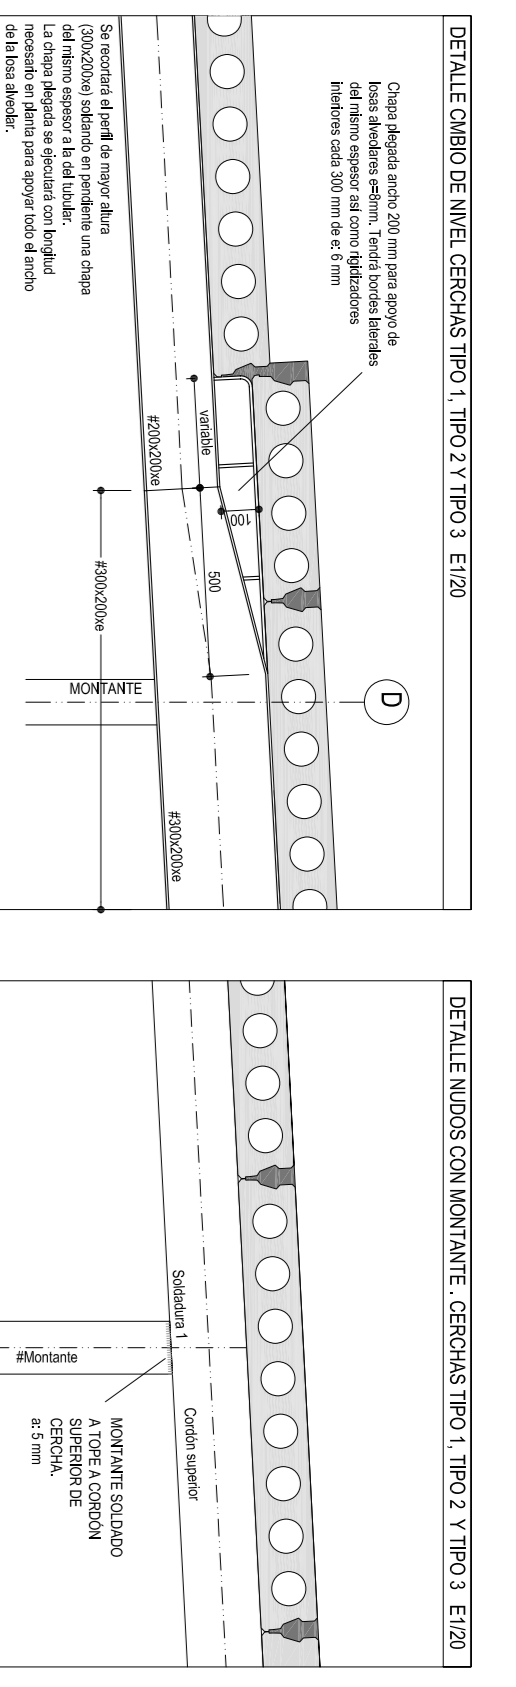 DETALLE CMBIO DE NIVEL CERCHAS TIPO 1, TIPO 2 Y TIPO 3 E1/20
Chapa plegada ancho 200 mm para apoyo de
losas alveolares e=8mm. Tendrá bordes laterales
del mismo espesor así como rigidizadores
interiores cada 300 mm de e: 6 mm
D
100
variable
500
#200x200xe
#300x200xe
MONTANTE
#300x200xe
Se recortará el perfil de mayor altura
(300x200xe) soldando en pendiente una chapa
del mismo espesor a la del tubular.
La chapa plegada se ejecutará con longitud
necesario en planta para apoyar todo el ancho
de la losa alveolar.
DETALLE NUDOS CON MONTANTE . CERCHAS TIPO 1, TIPO 2 Y TIPO 3 E1/20
Soldadura 1
Cordón superior
#Montante
MONTANTE SOLDADO
A TOPE A CORDÓN
SUPERIOR DE
CERCHA.
a: 5 mm